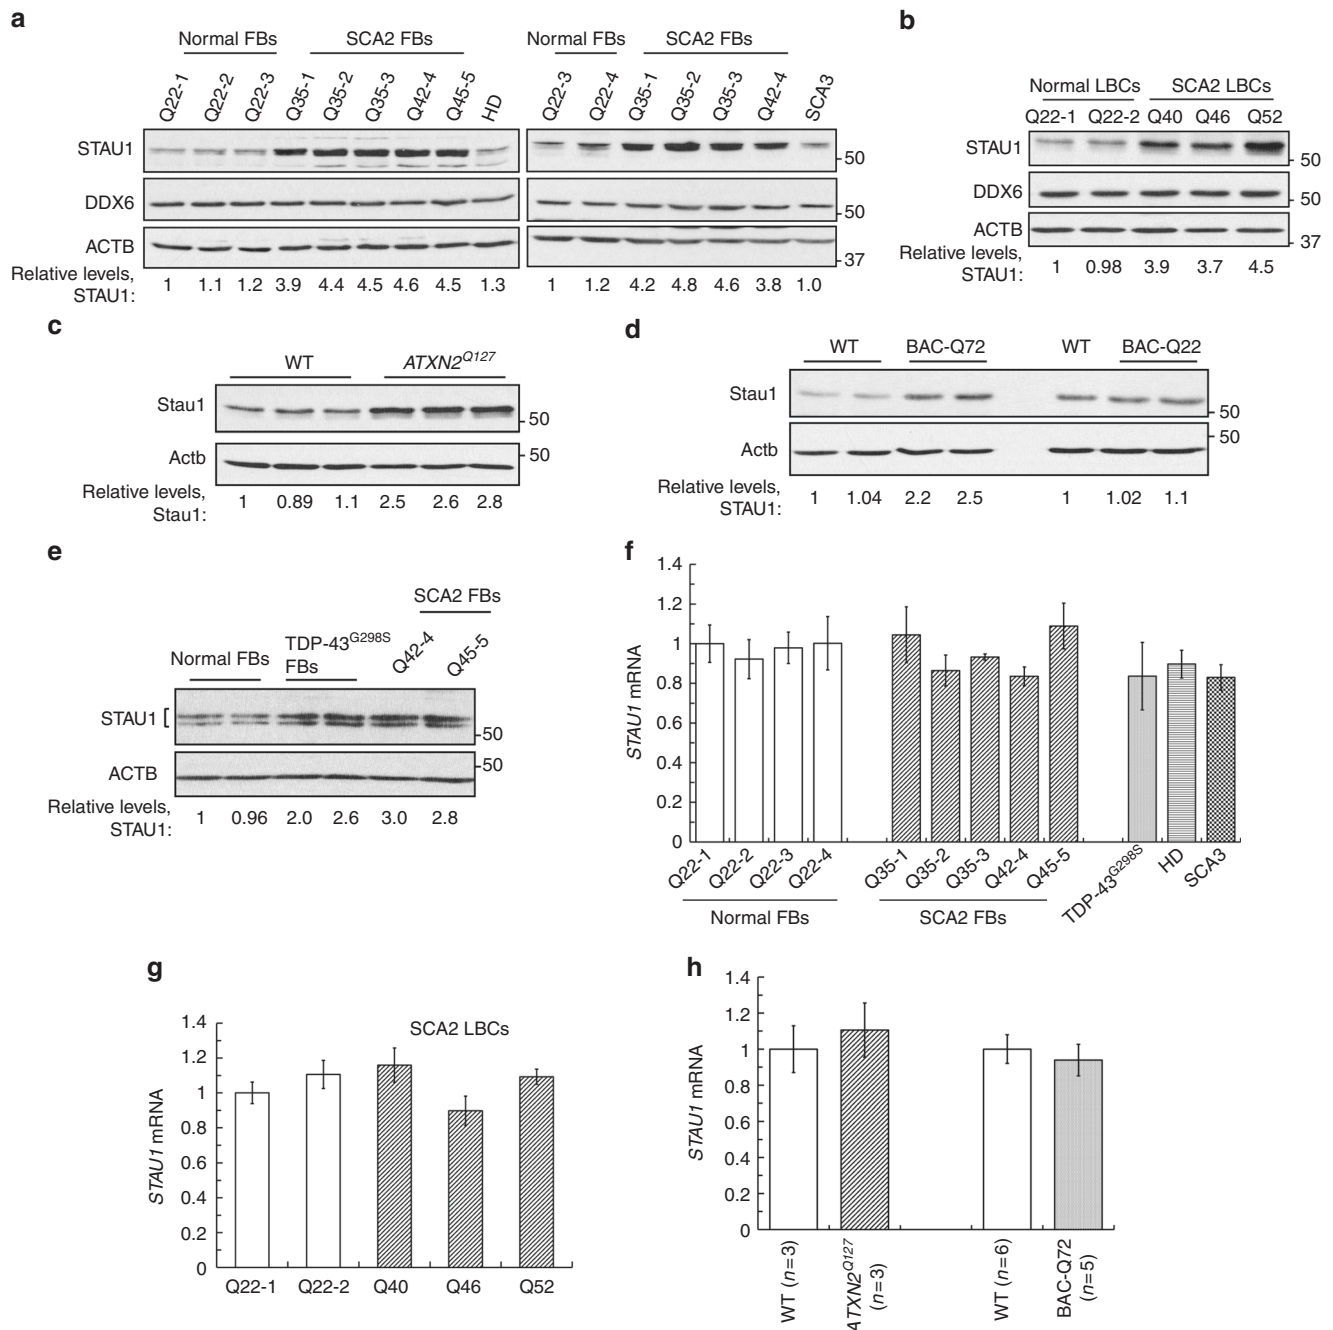 a
Normal FBs SCA2 FBs Normal FBs SCA2 FBs
Q22-1 Q22-2 Q22-3 Q35-1 Q35-2 Q35-3 Q42-4 Q45-5 HD Q22-3 Q22-4 Q35-1 Q35-2 Q35-3 Q42-4 SCA3
STAU1 50
DDX6 50
ACTB 37
Relative levels,
STAU1: 1 1.1 1.2 3.9 4.4 4.5 4.6 4.5 1.3 1 1.2 4.2 4.8 4.6 3.8 1.0
b
Normal LBCs SCA2 LBCs
Q22-1 Q22-2 Q40 Q46 Q52
STAU1 50
DDX6 50
ACTB 37
Relative levels,
STAU1: 1 0.98 3.9 3.7 4.5
c
WT ATXN2^Q127
Stau1 50
Actb 50
Relative levels,
Stau1: 1 0.89 1.1 2.5 2.6 2.8
d
WT BAC-Q72 WT BAC-Q22
Stau1 50
Actb 50
Relative levels,
STAU1: 1 1.04 2.2 2.5 1 1.02 1.1
e
SCA2 FBs
Normal FBs TDP-43^G298S FBs Q42-4 Q45-5
STAU1 50
ACTB 50
Relative levels,
STAU1: 1 0.96 2.0 2.6 3.0 2.8
f
STAU1 mRNA
1.4
1.2
1
0.8
0.6
0.4
0.2
0
Q22-1 Q22-2 Q22-3 Q22-4 Q35-1 Q35-2 Q35-3 Q42-4 Q45-5 TDP-43^G298S HD SCA3
Normal FBs SCA2 FBs
g
SCA2 LBCs
STAU1 mRNA
1.4
1.2
1
0.8
0.6
0.4
0.2
0
Q22-1 Q22-2 Q40 Q46 Q52
h
STAU1 mRNA
1.4
1.2
1
0.8
0.6
0.4
0.2
0
WT (n=3)
ATXN2^Q127
(n=3)
WT (n=6)
BAC-Q72
(n=5)